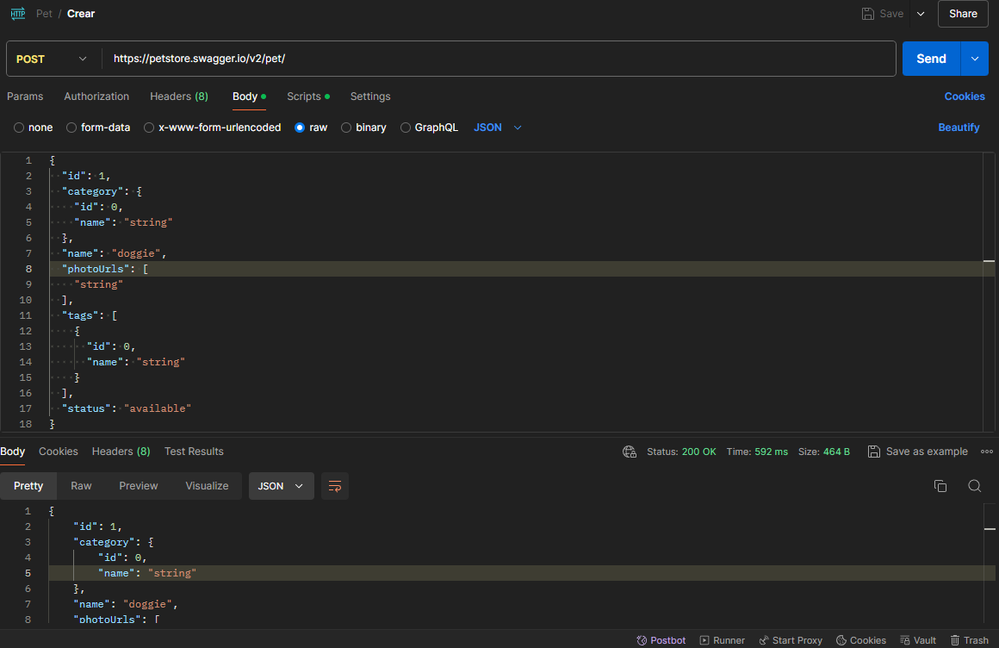 HTTP Pet / Crear Save Share
POST https://petstore.swagger.io/v2/pet/ Send
Params Authorization Headers (8) Body Scripts Settings Cookies
none form-data x-www-form-urlencoded raw binary GraphQL JSON Beautify
1 {
2 "id": 1,
3 "category": {
4 "id": 0,
5 "name": "string"
6 },
7 "name": "doggie",
8 "photoUrls": [
9 "string"
10 ],
11 "tags": [
12 {
13 "id": 0,
14 "name": "string"
15 }
16 ],
17 "status": "available"
18 }
Body Cookies Headers (8) Test Results Status: 200 OK Time: 592 ms Size: 464 B Save as example
Pretty Raw Preview Visualize JSON
1 {
2 "id": 1,
3 "category": {
4 "id": 0,
5 "name": "string"
6 },
7 "name": "doggie",
8 "photoUrls": [
Postbot Runner Start Proxy Cookies Vault Trash